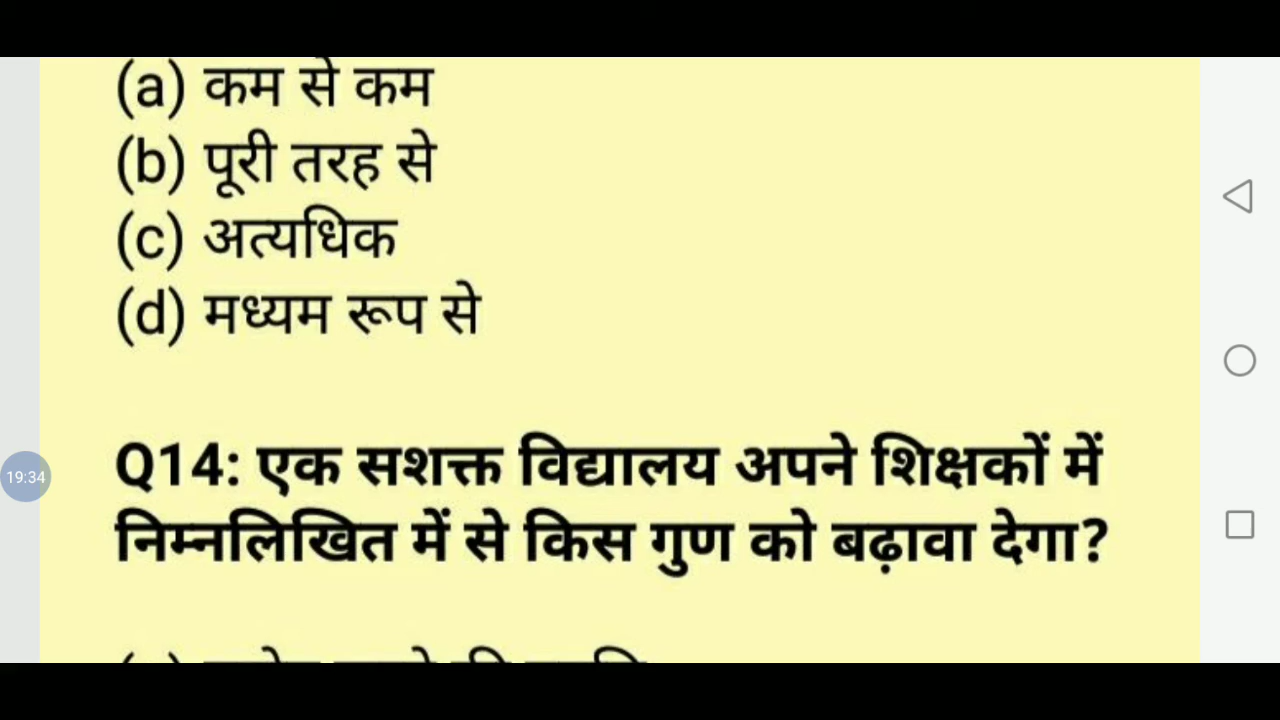 (a) कम से कम
(b) पूरी तरह से
(c) अत्यधिक
(d) मध्यम रूप से
Q14: एक सशक्त विद्यालय अपने शिक्षकों में
निम्नलिखित में से किस गुण को बढ़ावा देगा?
19:34